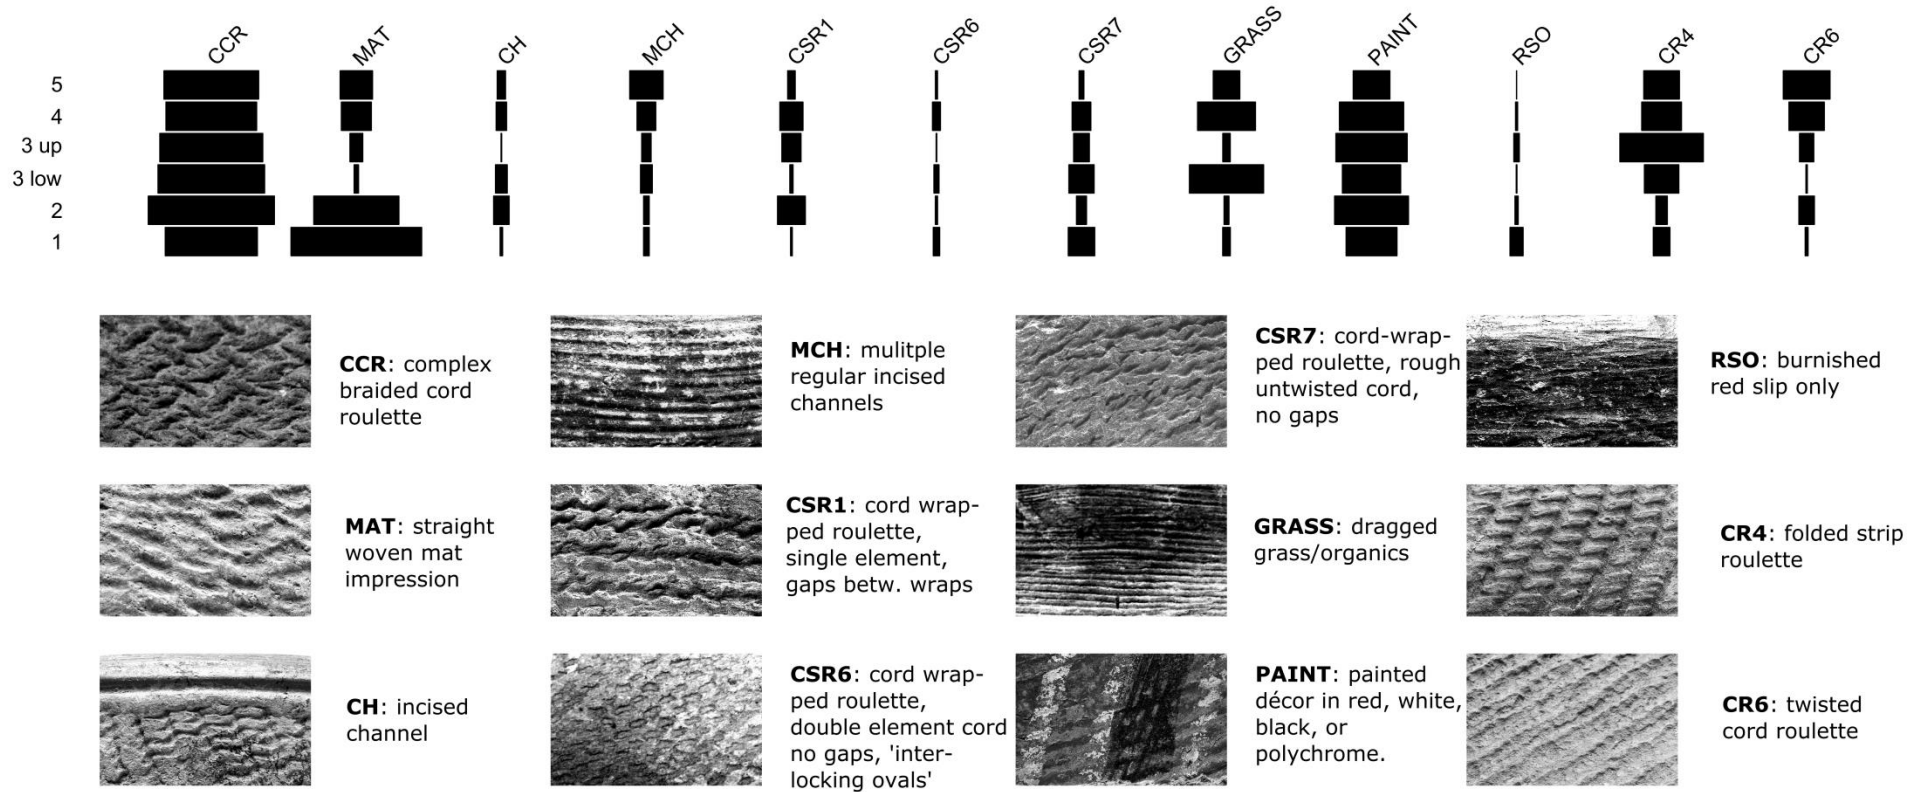 CCR MAT CH MCH CSR1 CSR6 CSR7 GRASS PAINT RSO CR4 CR6
5
4
3 up
3 low
2
1
CCR: complex
braided cord
roulette
MCH: mulitple
regular incised
channels
CSR7: cord-wrap-
ped roulette, rough
untwisted cord,
no gaps
RSO: burnished
red slip only
MAT: straight
woven mat
impression
CSR1: cord wrap-
ped roulette,
single element,
gaps betw. wraps
GRASS: dragged
grass/organics
CR4: folded strip
roulette
CH: incised
channel
CSR6: cord wrap-
ped roulette,
double element cord
no gaps, 'inter-
locking ovals'
PAINT: painted
décor in red, white,
black, or
polychrome.
CR6: twisted
cord roulette